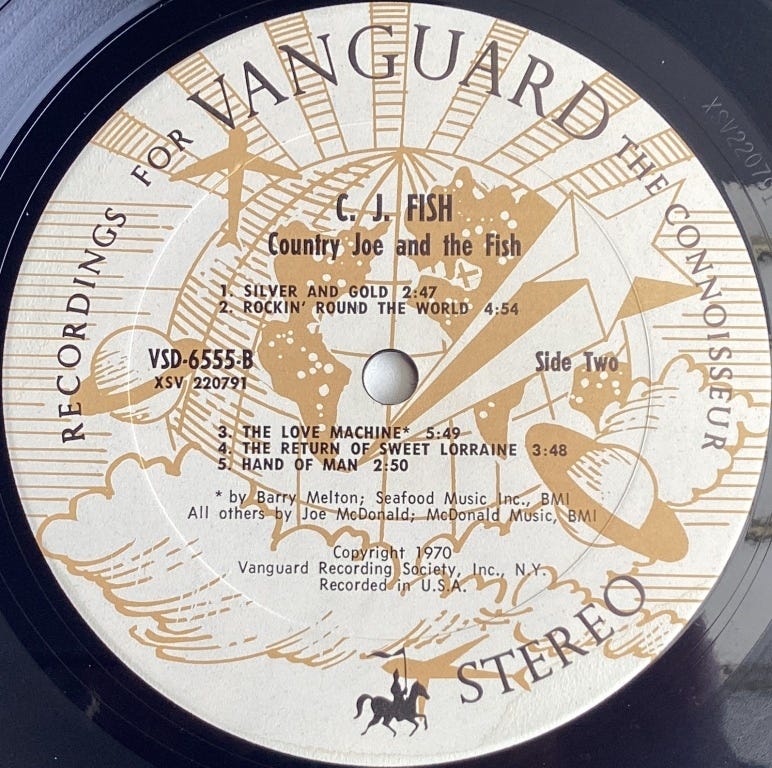 RECORDINGS FOR VANGUARD THE CONNOISSEUR
C. J. FISH
Country Joe and the Fish
1. SILVER AND GOLD 2:47
2. ROCKIN' ROUND THE WORLD 4:54
VSD-6555-B
XSV 220791
Side Two
3. THE LOVE MACHINE* 5:49
4. THE RETURN OF SWEET LORRAINE 3:48
5. HAND OF MAN 2:50
* by Barry Melton; Seafood Music Inc., BMI
All others by Joe McDonald; McDonald Music, BMI
Copyright 1970
Vanguard Recording Society, Inc., N.Y.
Recorded in U.S.A.
STEREO